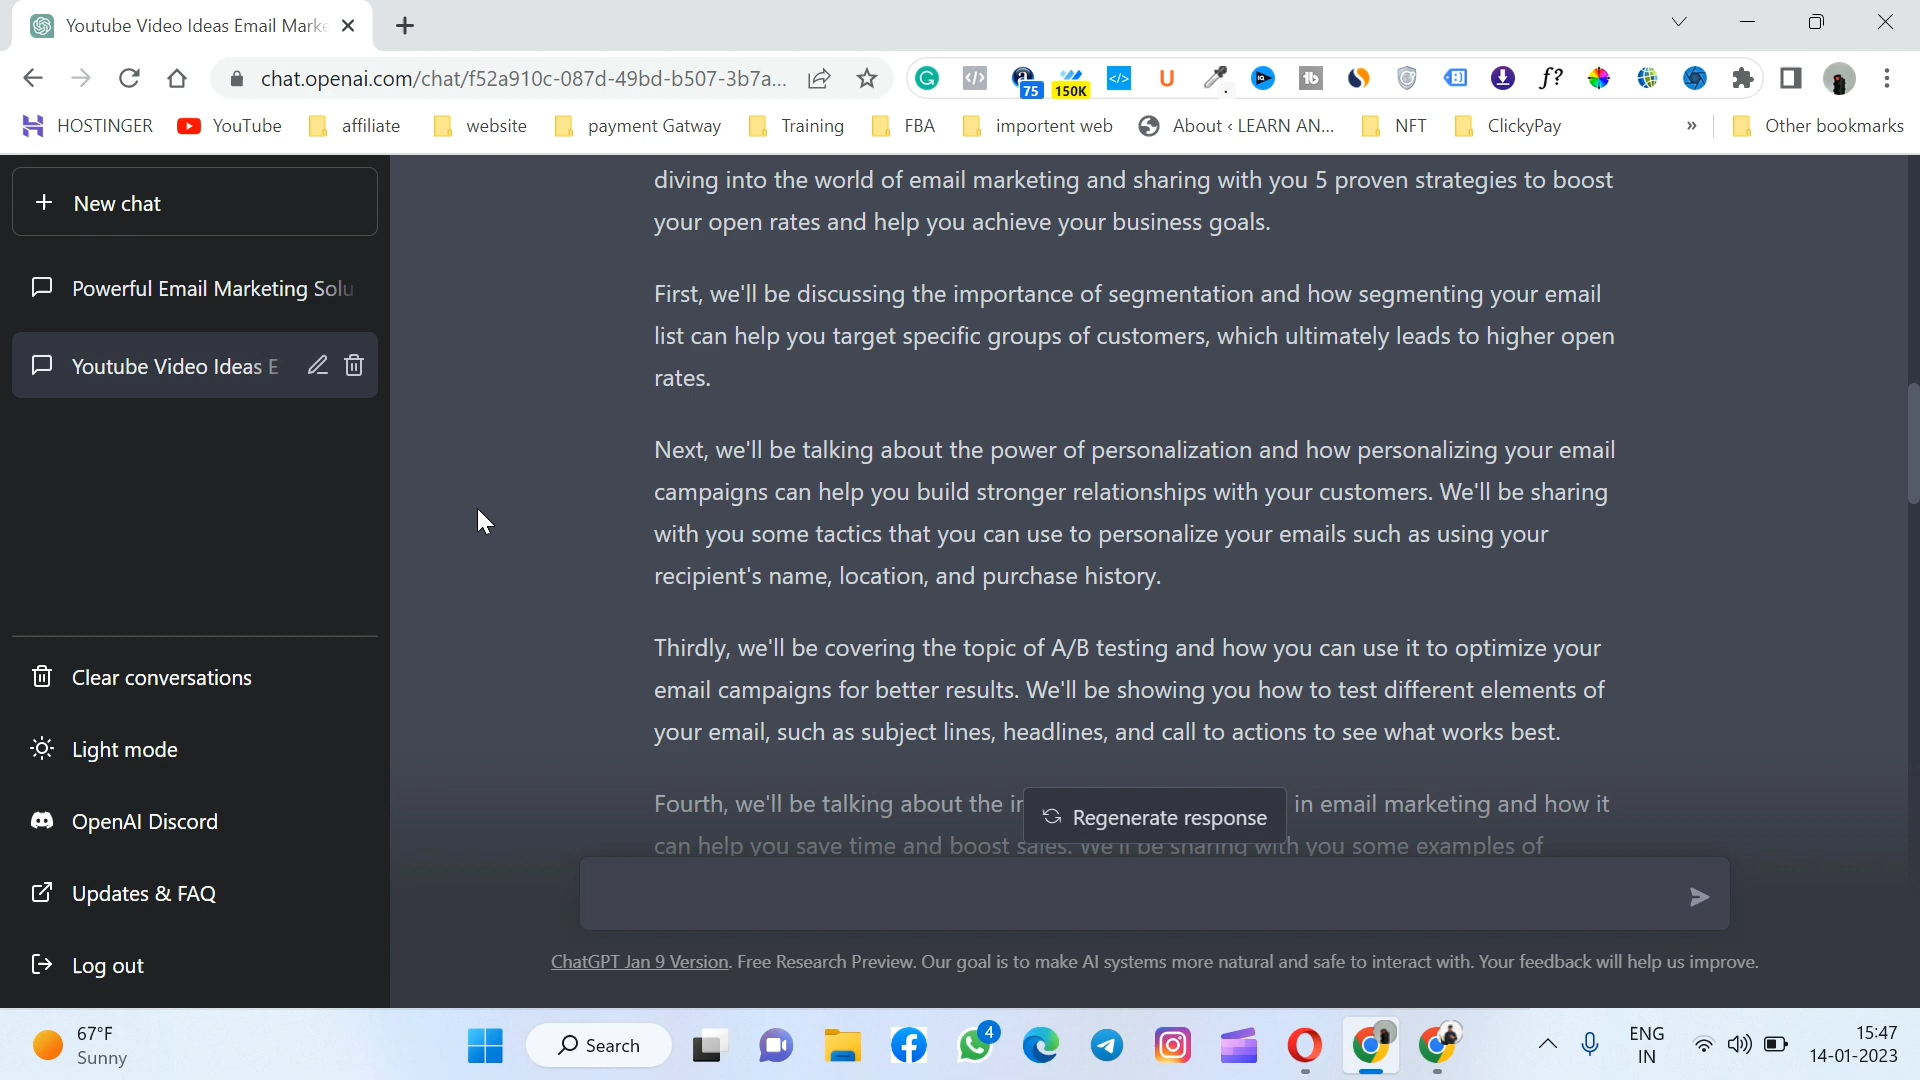 Youtube Video Ideas Email Marke
chat.openai.com/chat/f52a910c-087d-49bd-b507-3b7a...
75
150K
HOSTINGER YouTube affiliate website payment Gatway Training FBA importent web About ‹ LEARN AN... NFT ClickyPay » Other bookmarks
New chat
Powerful Email Marketing Solu
Youtube Video Ideas E
Clear conversations
Light mode
OpenAI Discord
Updates & FAQ
Log out
diving into the world of email marketing and sharing with you 5 proven strategies to boost
your open rates and help you achieve your business goals.
First, we'll be discussing the importance of segmentation and how segmenting your email
list can help you target specific groups of customers, which ultimately leads to higher open
rates.
Next, we'll be talking about the power of personalization and how personalizing your email
campaigns can help you build stronger relationships with your customers. We'll be sharing
with you some tactics that you can use to personalize your emails such as using your
recipient's name, location, and purchase history.
Thirdly, we'll be covering the topic of A/B testing and how you can use it to optimize your
email campaigns for better results. We'll be showing you how to test different elements of
your email, such as subject lines, headlines, and call to actions to see what works best.
Fourth, we'll be talking about the in email marketing and how it
Regenerate response
can help you save time and boost sales. We'll be sharing with you some examples of
ChatGPT Jan 9 Version. Free Research Preview. Our goal is to make AI systems more natural and safe to interact with. Your feedback will help us improve.
67°F
Sunny
Search
4
ENG
IN
15:47
14-01-2023